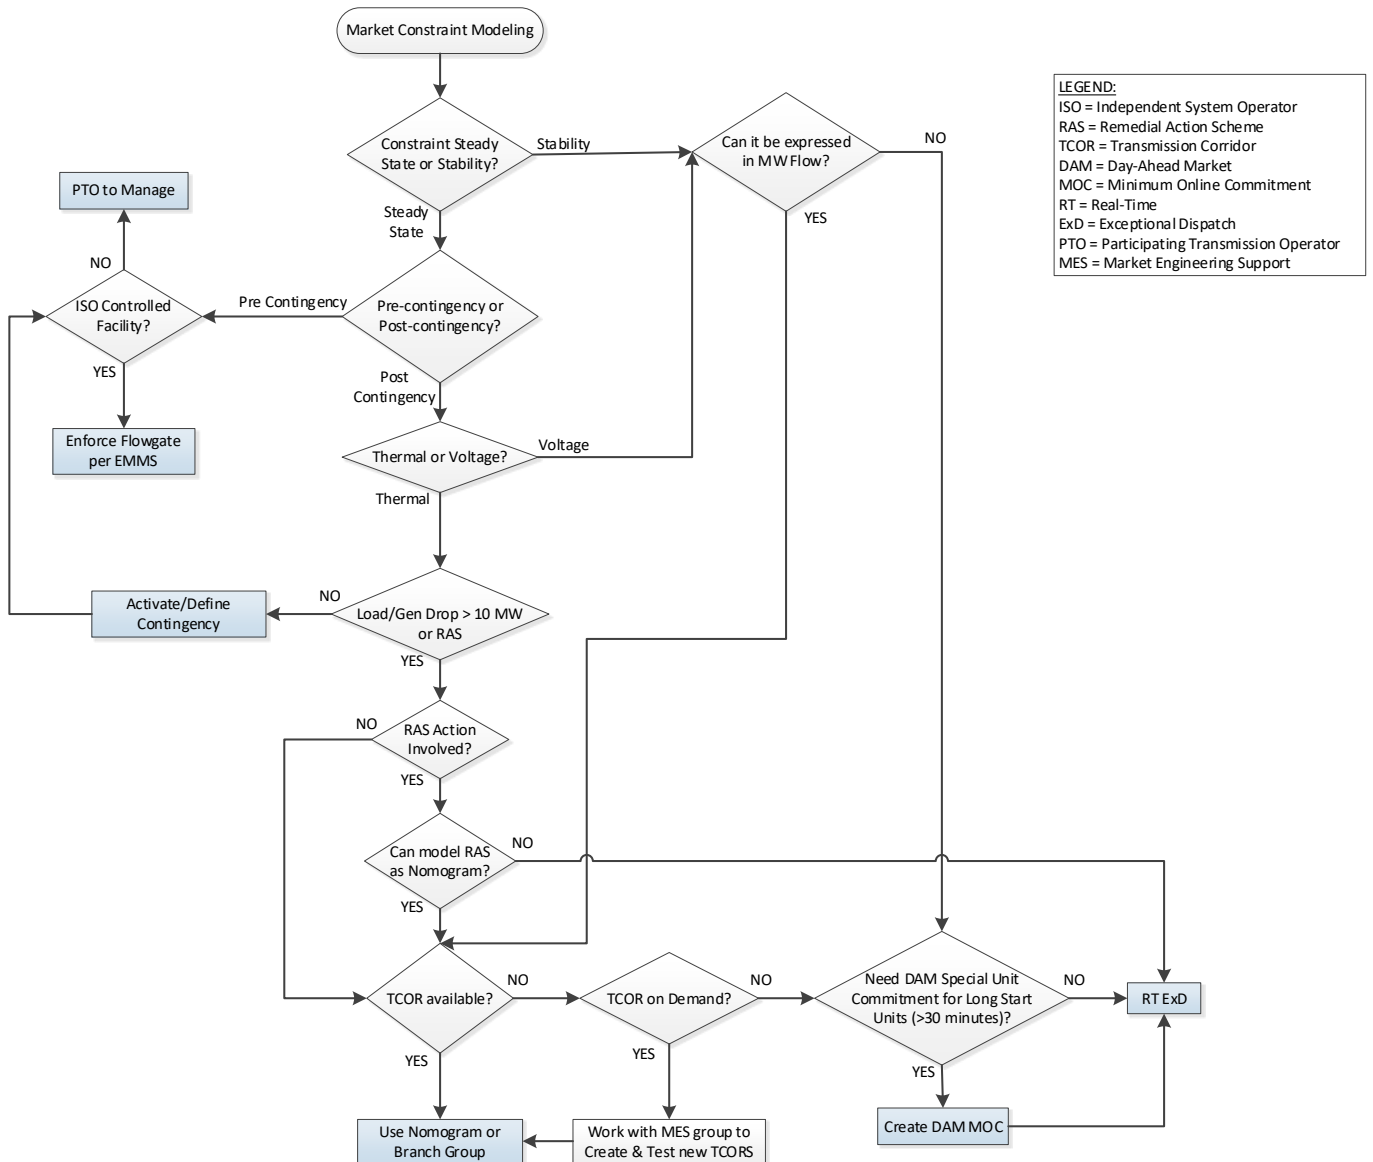 Market Constraint Modeling
LEGEND:
ISO = Independent System Operator
RAS = Remedial Action Scheme
TCOR = Transmission Corridor
DAM = Day-Ahead Market
MOC = Minimum Online Commitment
RT = Real-Time
ExD = Exceptional Dispatch
PTO = Participating Transmission Operator
MES = Market Engineering Support
Constraint Steady
State or Stability?
Stability
Can it be expressed
in MW Flow?
NO
YES
Steady
State
PTO to Manage
NO
ISO Controlled
Facility?
YES
Pre Contingency
Pre-contingency or
Post-contingency?
Post
Contingency
Enforce Flowgate
per EMMS
Thermal or Voltage?
Voltage
Thermal
Activate/Define
Contingency
NO
Load/Gen Drop > 10 MW
or RAS
YES
NO
RAS Action
Involved?
YES
Can model RAS
as Nomogram?
NO
YES
TCOR available?
NO
YES
TCOR on Demand?
NO
YES
Need DAM Special Unit
Commitment for Long Start
Units (>30 minutes)?
NO
YES
RT ExD
Use Nomogram or
Branch Group
Work with MES group to
Create & Test new TCORS
Create DAM MOC